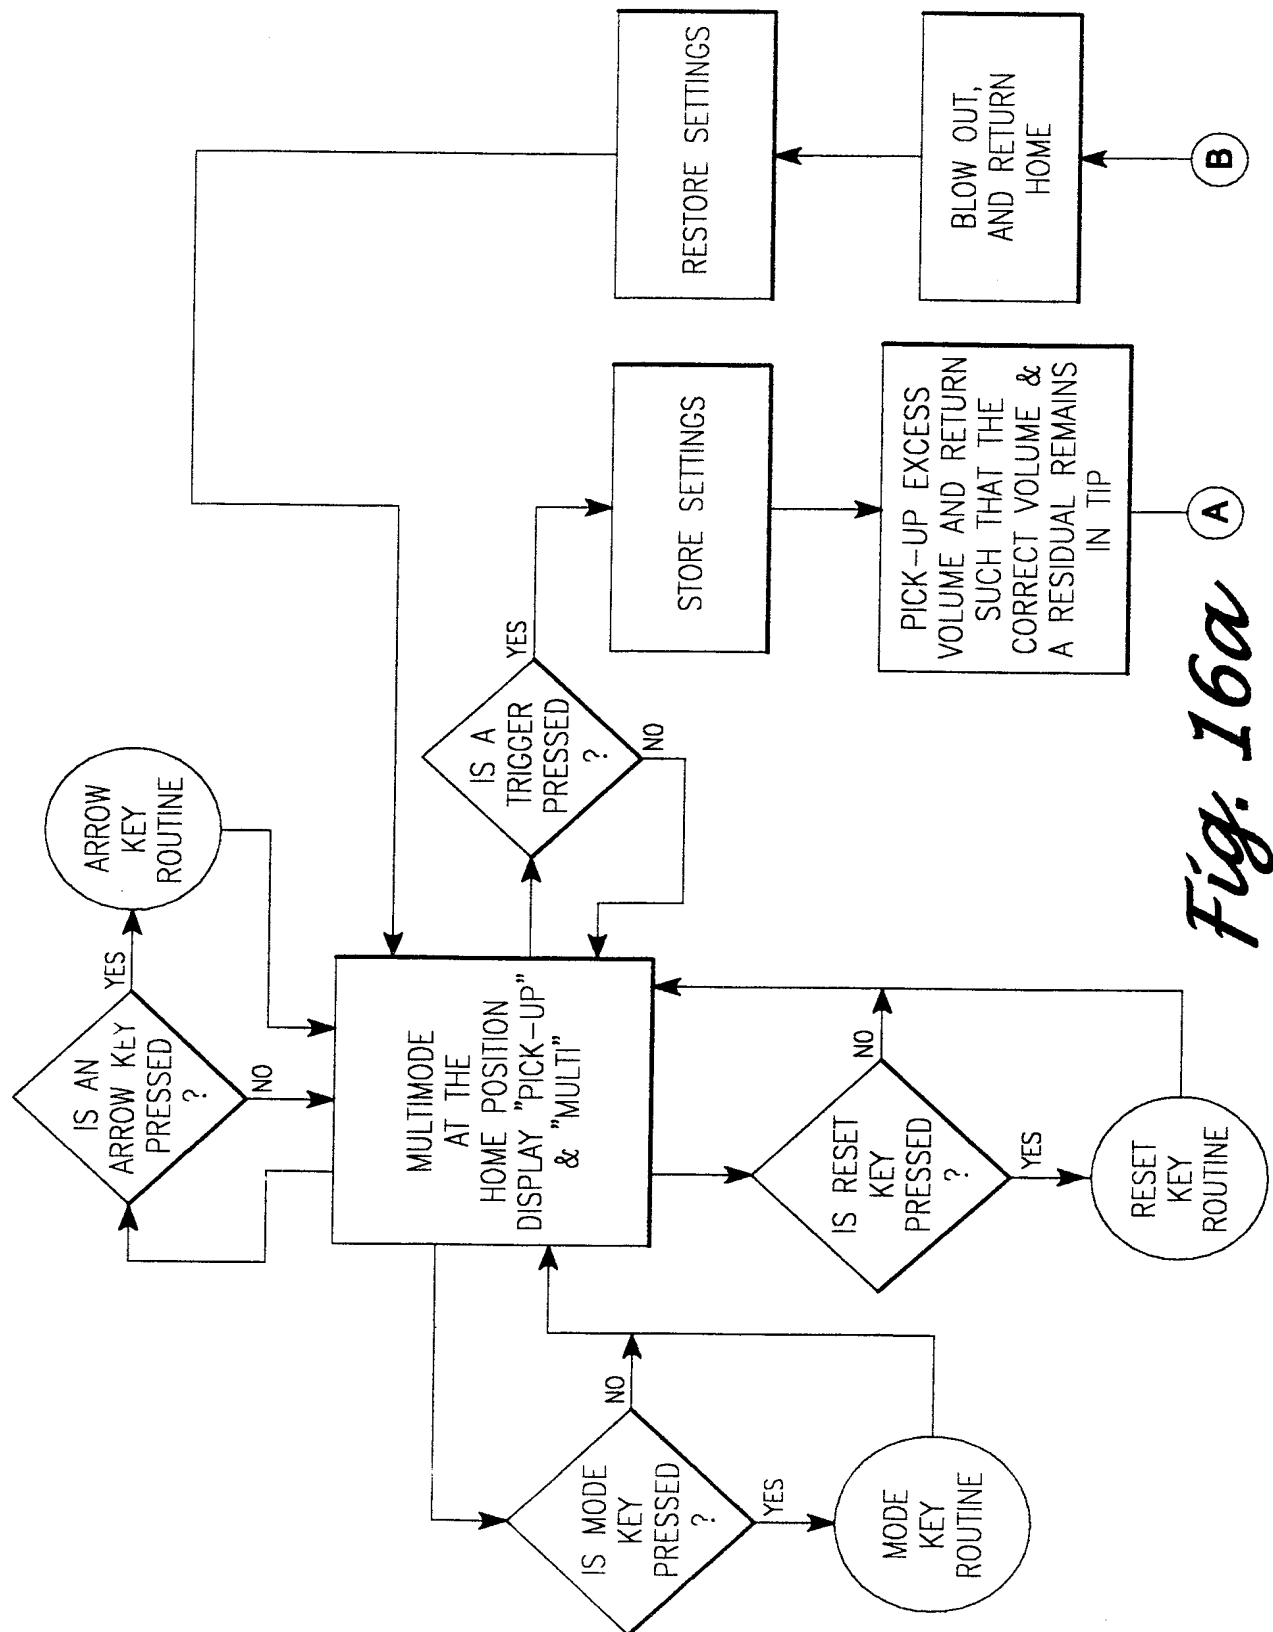 IS AN
ARROW KEY
PRESSED
?
YES
NO
ARROW
KEY
ROUTINE
MULTIMODE
AT THE
HOME POSITION
DISPLAY "PICK-UP"
& "MULTI"
IS MODE
KEY
PRESSED
?
NO
YES
MODE
KEY
ROUTINE
IS RESET
KEY
PRESSED
?
NO
YES
RESET
KEY
ROUTINE
IS A
TRIGGER
PRESSED
?
YES
NO
STORE SETTINGS
PICK-UP EXCESS
VOLUME AND RETURN
SUCH THAT THE
CORRECT VOLUME &
A RESIDUAL REMAINS
IN TIP
A
RESTORE SETTINGS
BLOW OUT,
AND RETURN
HOME
B
Fig. 16a